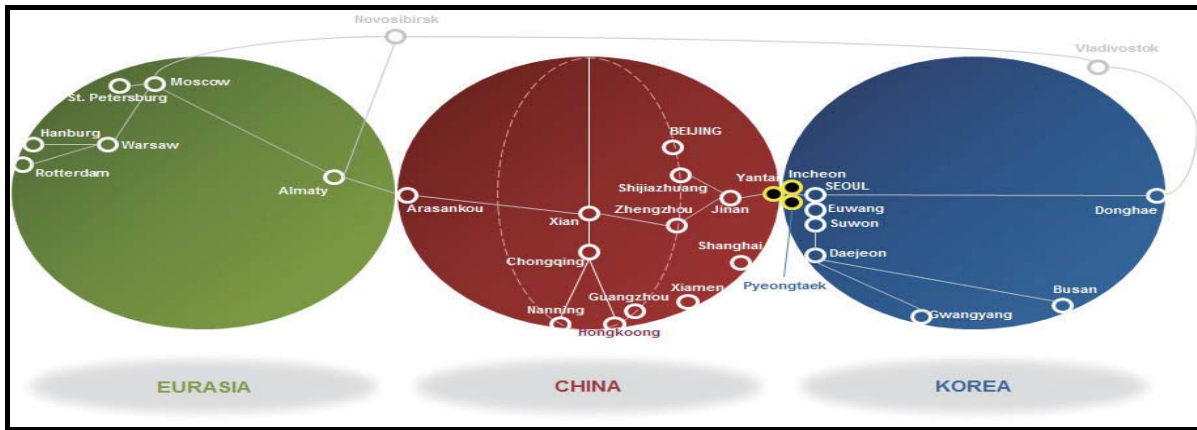 Novosibirsk
Vladivostok
Moscow
St. Petersburg
Hanburg
Warsaw
Rotterdam
Almaty
Arasankou
BEIJING
Shijiazhuang
Zhengzhou
Jinan
Yantai
Xian
Chongqing
Shanghai
Xiamen
Guangzhou
Nanning
Hongkoong
Incheon
SEOUL
Euwang
Suwon
Daejeon
Pyeongtaek
Donghae
Busan
Gwangyang
EURASIA
CHINA
KOREA